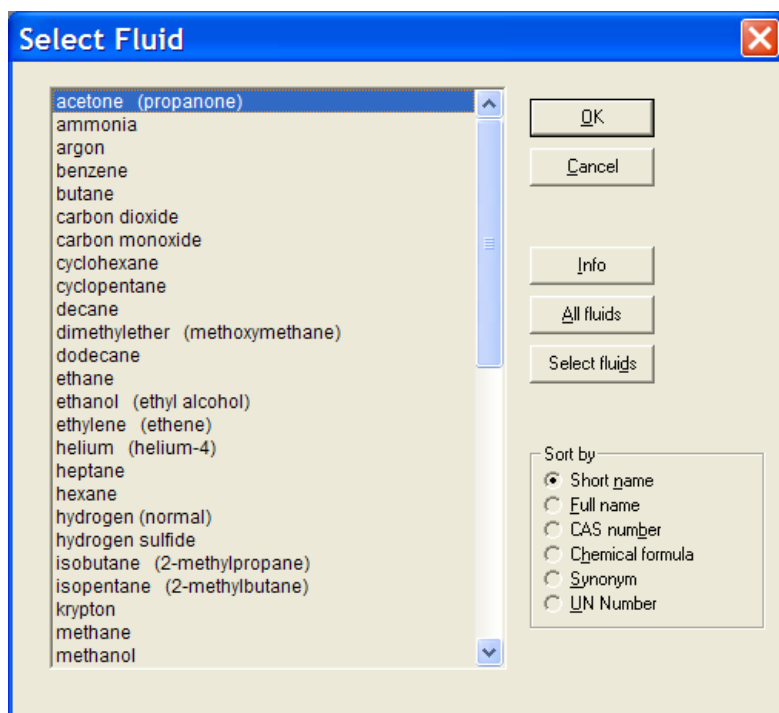 Select Fluid
acetone (propanone)
ammonia
argon
benzene
butane
carbon dioxide
carbon monoxide
cyclohexane
cyclopentane
decane
dimethylether (methoxymethane)
dodecane
ethane
ethanol (ethyl alcohol)
ethylene (ethene)
helium (helium-4)
heptane
hexane
hydrogen (normal)
hydrogen sulfide
isobutane (2-methylpropane)
isopentane (2-methylbutane)
krypton
methane
methanol
OK
Cancel
Info
All fluids
Select fluids
Sort by
Short name
Full name
CAS number
Chemical formula
Synonym
UN Number